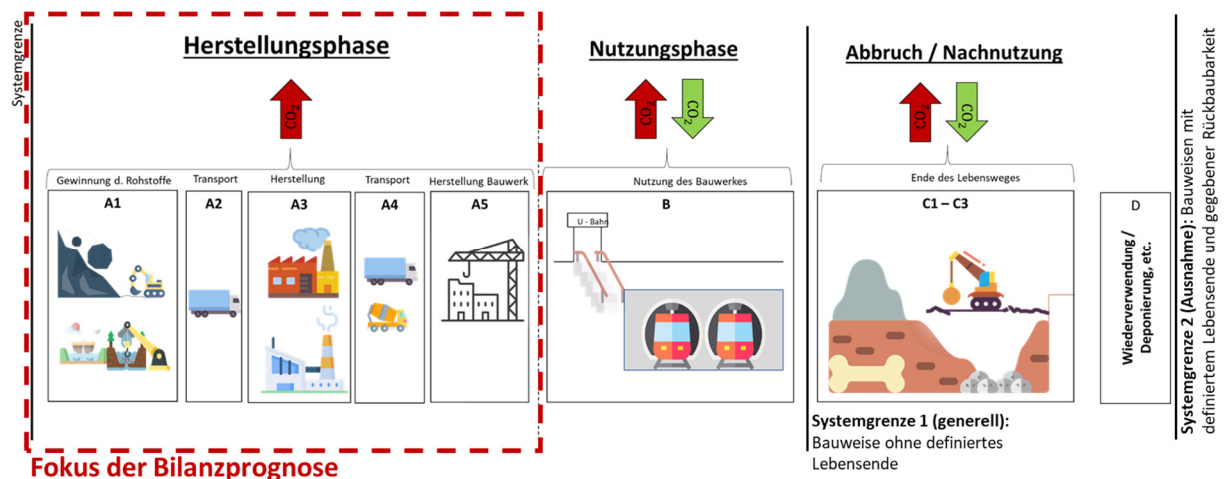 Systemgrenze
Herstellungsphase
CO₂
Gewinnung d. Rohstoffe
A1
Transport
A2
Herstellung
A3
Transport
A4
Herstellung Bauwerk
A5
Fokus der Bilanzprognose
Nutzungsphase
CO₂
CO₂
Nutzung des Bauwerkes
B
U - Bahn
Abbruch / Nachnutzung
CO₂
CO₂
Ende des Lebensweges
C1 – C3
Systemgrenze 1 (generell):
Bauweise ohne definiertes
Lebensende
D
Wiederverwendung /
Deponierung, etc.
Systemgrenze 2 (Ausnahme): Bauweisen mit
definiertem Lebensende und gegebener Rückbaubarkeit